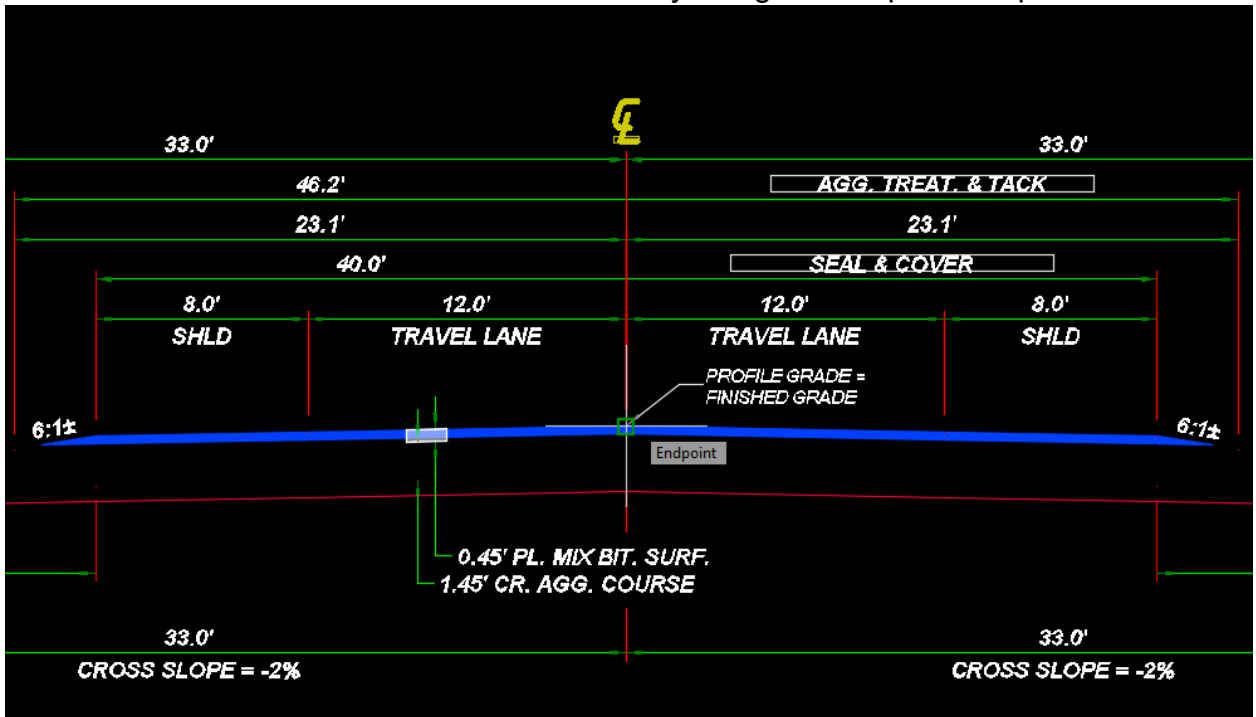 ℄
33.0' 33.0'
46.2' AGG. TREAT. & TACK
23.1' 23.1'
40.0' SEAL & COVER
8.0' 12.0' 12.0' 8.0'
SHLD TRAVEL LANE TRAVEL LANE SHLD
PROFILE GRADE =
FINISHED GRADE
6:1± 6:1±
Endpoint
0.45' PL. MIX BIT. SURF.
1.45' CR. AGG. COURSE
33.0' 33.0'
CROSS SLOPE = -2% CROSS SLOPE = -2%